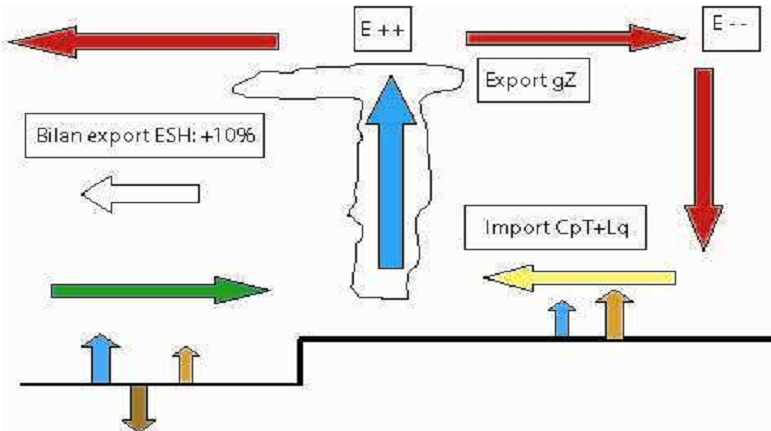 E ++
E --
Export gZ
Bilan export ESH: +10%
Import CpT+Lq